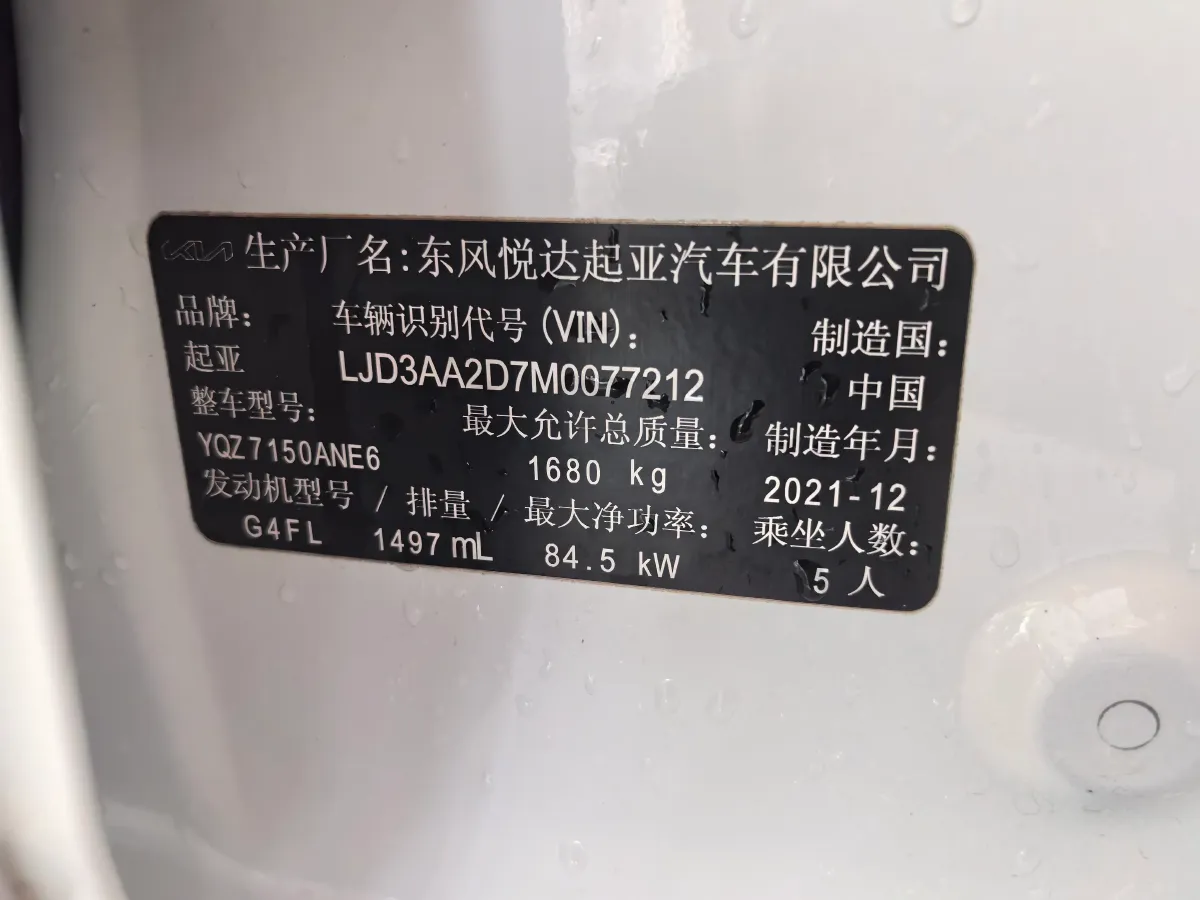 KIA 生产厂名:东风悦达起亚汽车有限公司
品牌: 车辆识别代号(VIN): 制造国:
起亚 LJD3AA2D7M0077212 中国
整车型号: 最大允许总质量: 制造年月:
YQZ7150ANE6 1680 kg 2021-12
发动机型号 / 排量 / 最大净功率: 乘坐人数:
G4FL 1497 mL 84.5 kW 5 人